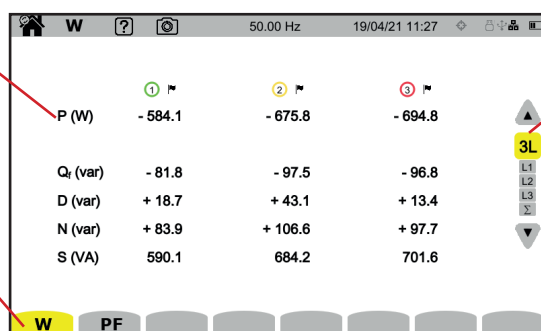 W ? 50.00 Hz 19/04/21 11:27
1 2 3
P (W) - 584.1 - 675.8 - 694.8
3L
L1
L2
L3
Σ
Qf (var) - 81.8 - 97.5 - 96.8
D (var) + 18.7 + 43.1 + 13.4
N (var) + 83.9 + 106.6 + 97.7
S (VA) 590.1 684.2 701.6
W PF